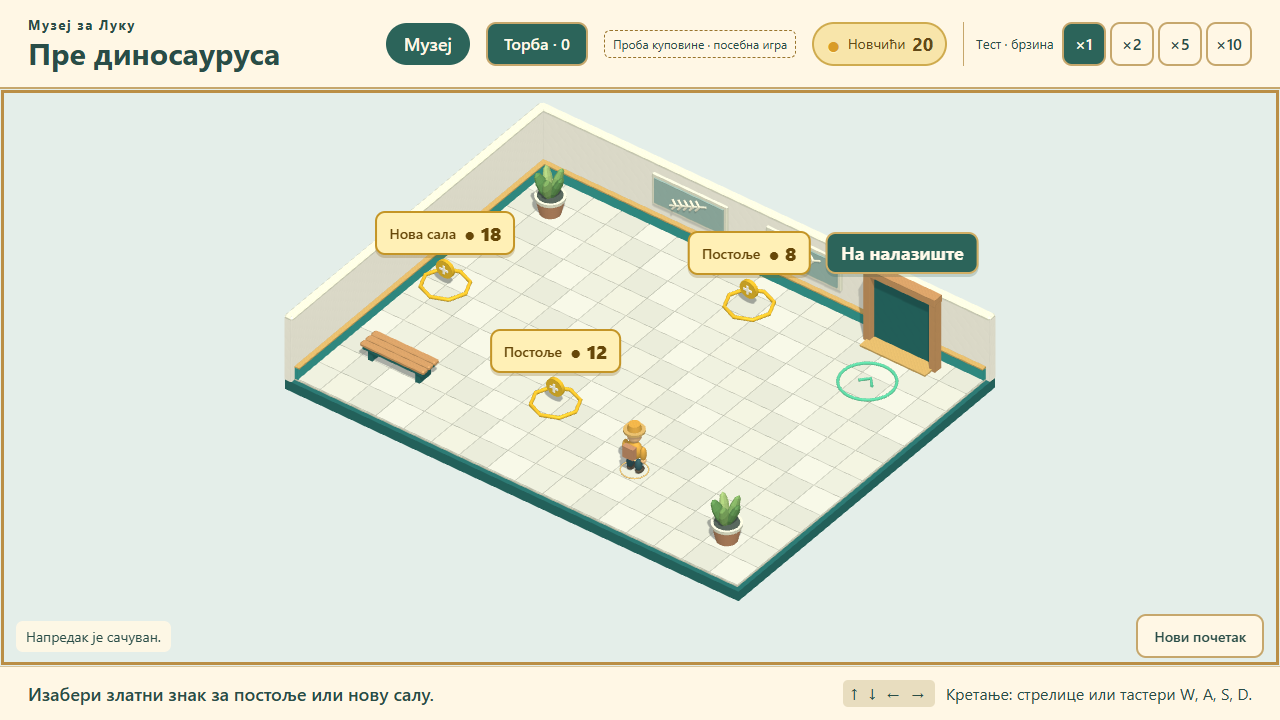 Музеј за Луку
Пре диносауруса
Музеј
Торба · 0
Проба куповине · посебна игра
Новчићи 20
Тест · брзина
×1
×2
×5
×10
Нова сала 18
Постоље 8
На налазиште
Постоље 12
Напредак је сачуван.
Нови почетак
Изабери златни знак за постоље или нову салу.
↑ ↓ ← → Кретање: стрелице или тастери W, A, S, D.